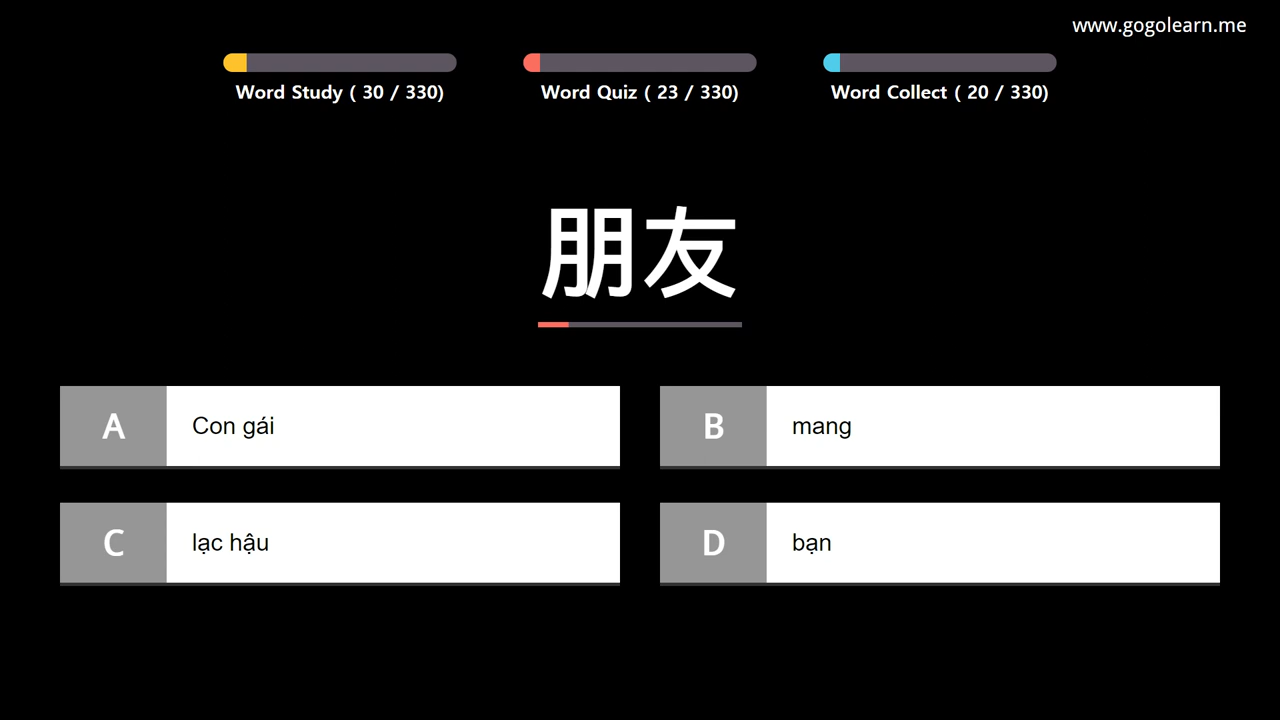 www.gogolearn.me
Word Study ( 30 / 330)
Word Quiz ( 23 / 330)
Word Collect ( 20 / 330)
朋友
A Con gái
B mang
C lạc hậu
D bạn